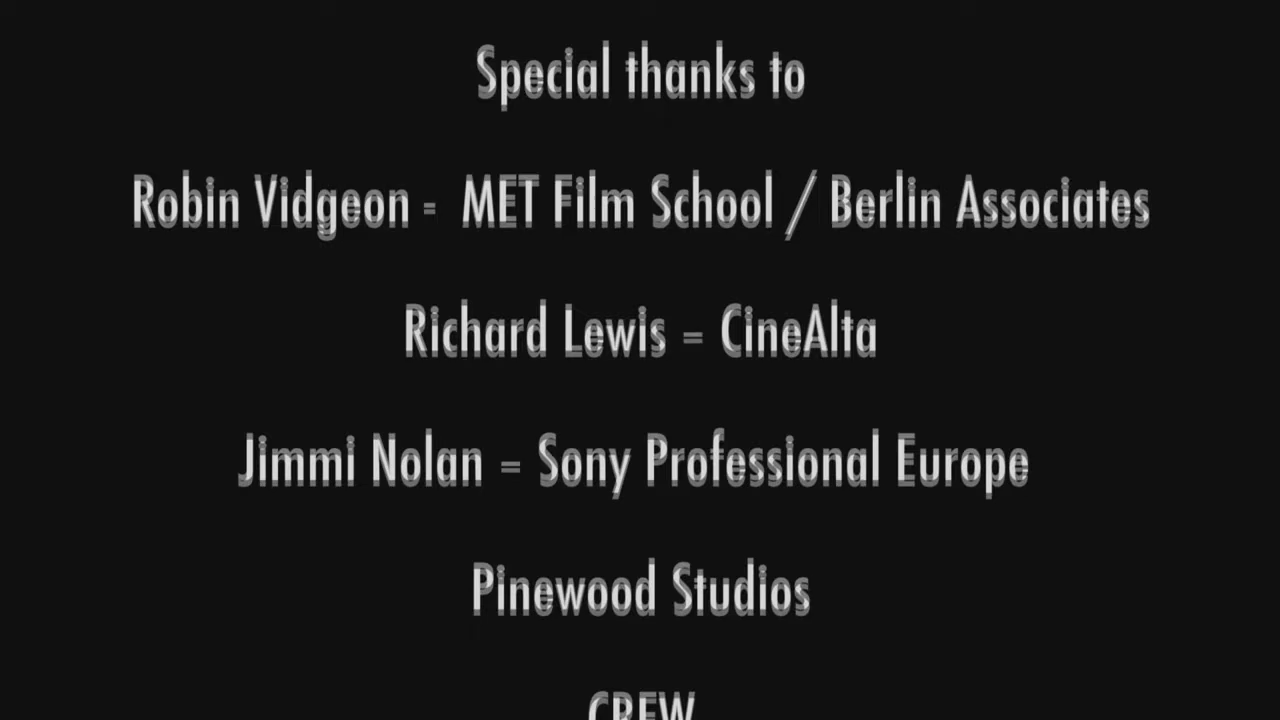 Special thanks to
Robin Vidgeon - MET Film School / Berlin Associates
Richard Lewis - CineAlta
Jimmi Nolan - Sony Professional Europe
Pinewood Studios
CREW